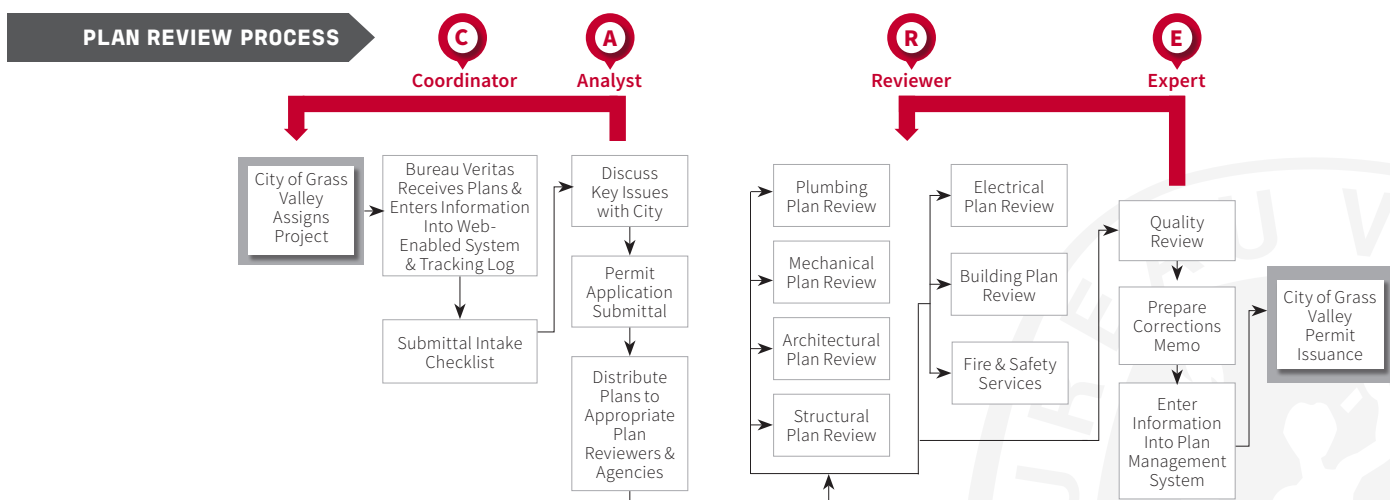 PLAN REVIEW PROCESS
C
Coordinator
A
Analyst
R
Reviewer
E
Expert
City of Grass
Valley
Assigns
Project
Bureau Veritas
Receives Plans &
Enters Information
Into Web-
Enabled System
& Tracking Log
Submittal Intake
Checklist
Discuss
Key Issues
with City
Permit
Application
Submittal
Distribute
Plans to
Appropriate
Plan
Reviewers &
Agencies
Plumbing
Plan Review
Mechanical
Plan Review
Architectural
Plan Review
Structural
Plan Review
Electrical
Plan Review
Building Plan
Review
Fire & Safety
Services
Quality
Review
Prepare
Corrections
Memo
Enter
Information
Into Plan
Management
System
City of Grass
Valley
Permit
Issuance
UREAU V